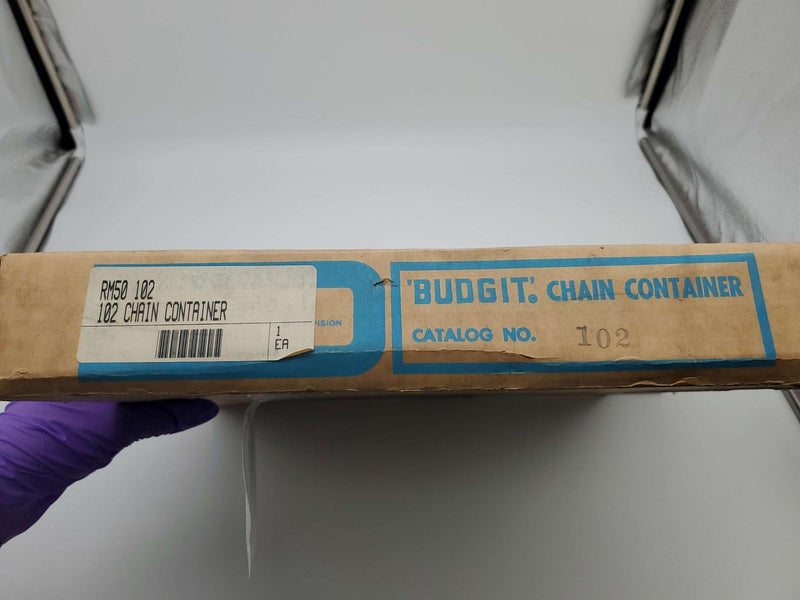 RM50 102
102 CHAIN CONTAINER
1
EA
VISION
'BUDGIT'. CHAIN CONTAINER
CATALOG NO. 102